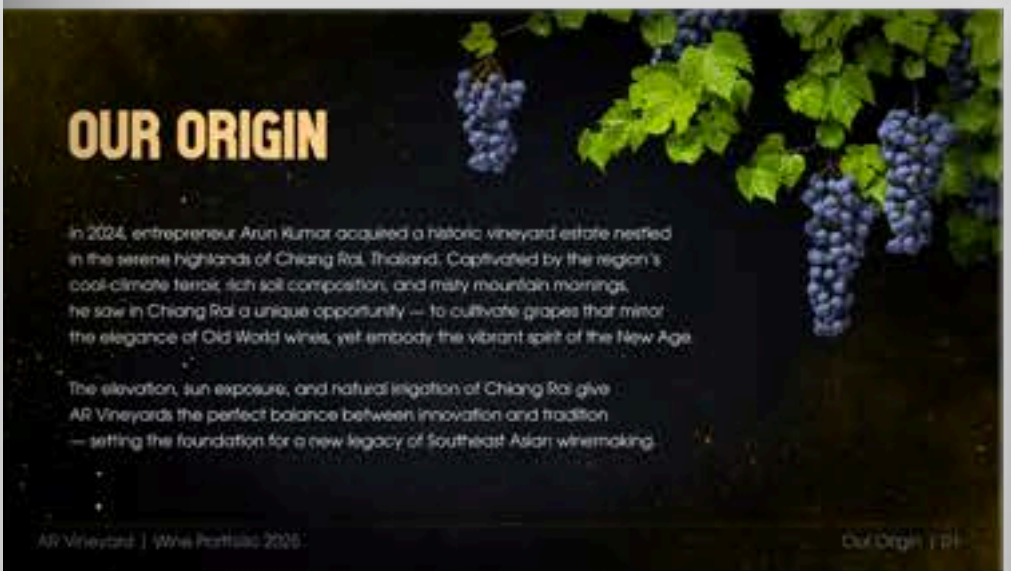 OUR ORIGIN
In 2024, entrepreneur Arun Kumar acquired a historic vineyard estate nestled
in the serene highlands of Chiang Rai, Thailand. Captivated by the region's
cool-climate terroir, rich soil composition, and misty mountain mornings,
he saw in Chiang Rai a unique opportunity — to cultivate grapes that mirror
the elegance of Old World wines, yet embody the vibrant spirit of the New Age.
The elevation, sun exposure, and natural irrigation of Chiang Rai give
AR Vineyards the perfect balance between innovation and tradition
— setting the foundation for a new legacy of Southeast Asian winemaking.
AR Vineyard | Wine Portfolio 2025
Our Origin | 01